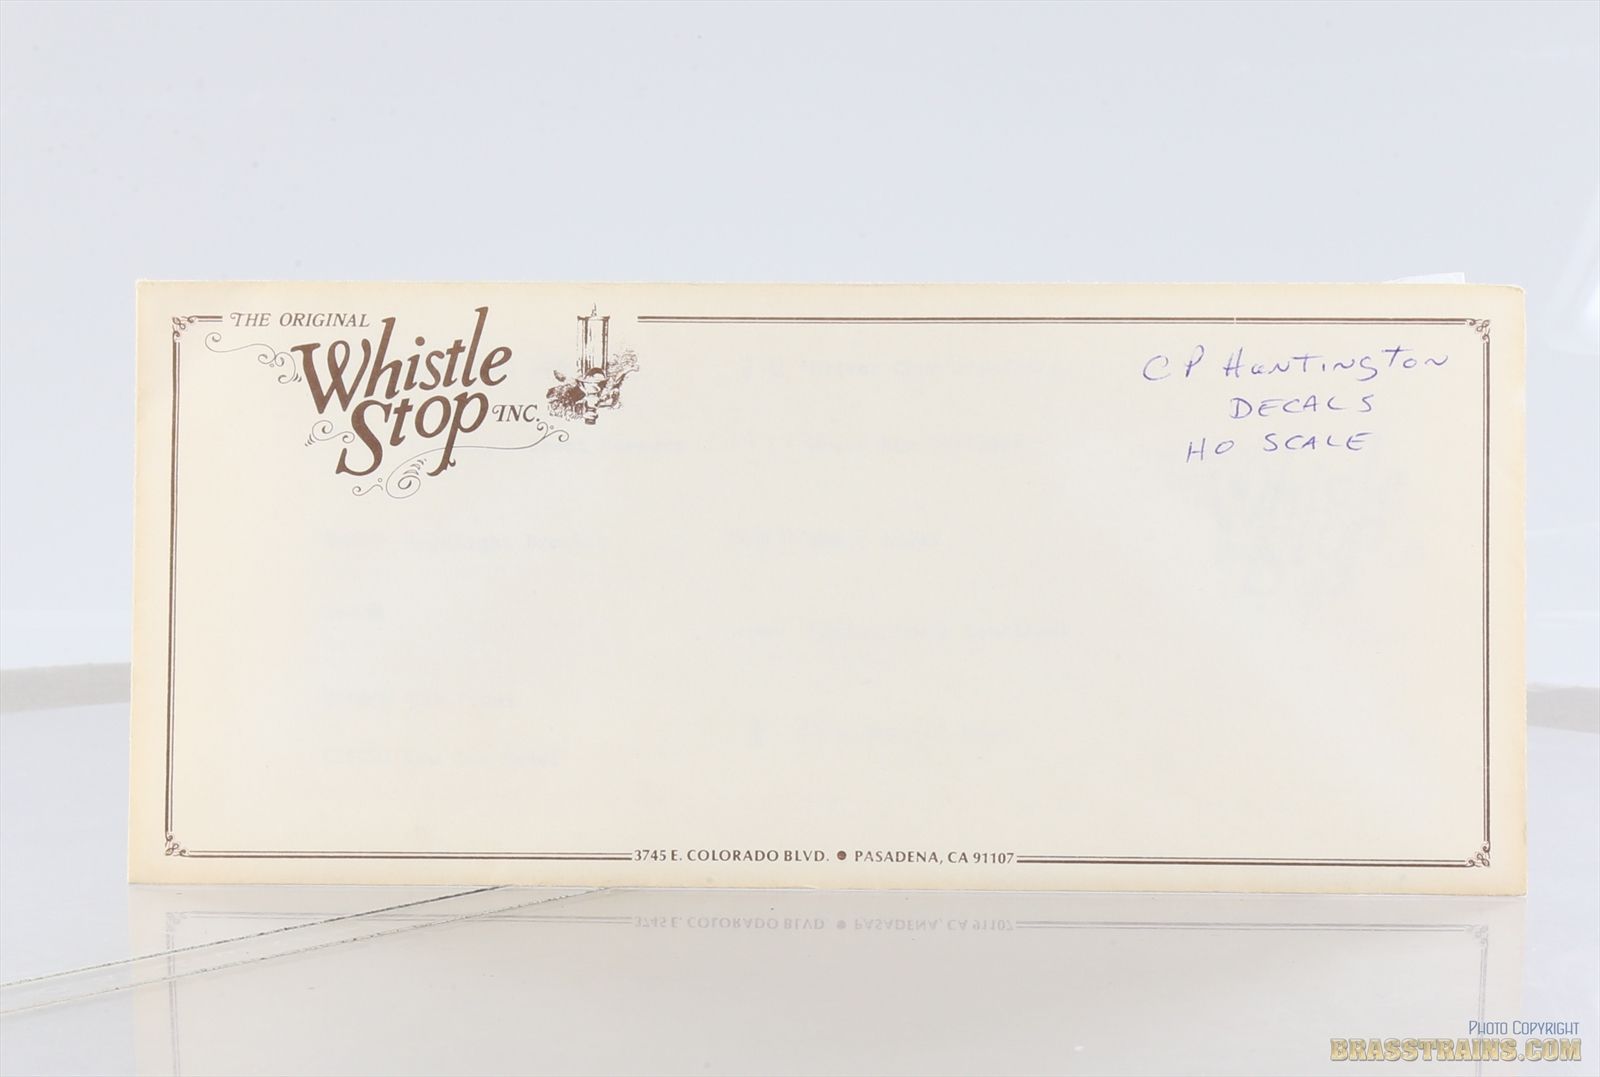 THE ORIGINAL
Whistle
Stop INC.
CP HUNTINGTON
DECALS
HO SCALE
3745 E. COLORADO BLVD. ● PASADENA, CA 91107
3745 E. COLORADO BLVD. ● PASADENA, CA 91107
PHOTO COPYRIGHT
BRASSTRAINS.COM